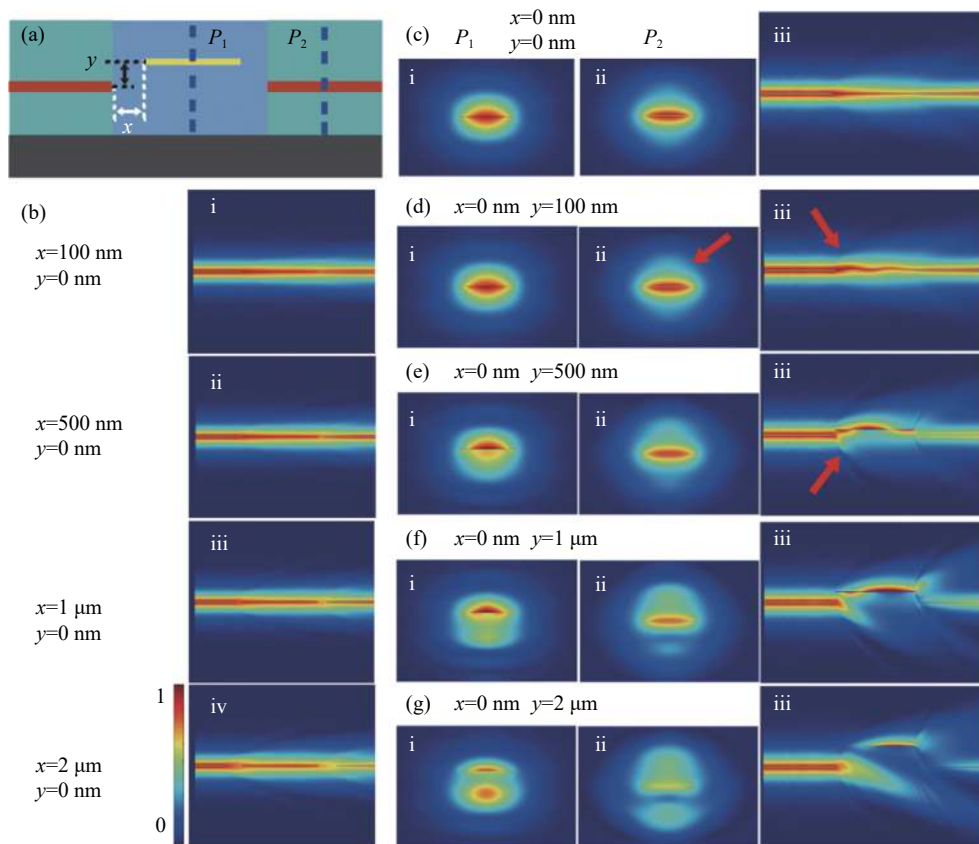 (a)
P1
P2
y
x
(b)
x=100 nm
y=0 nm
i
x=500 nm
y=0 nm
ii
x=1 μm
y=0 nm
iii
x=2 μm
y=0 nm
iv
1
0
(c)
x=0 nm
y=0 nm
P1
P2
i
ii
iii
(d) x=0 nm y=100 nm
i
ii
iii
(e) x=0 nm y=500 nm
i
ii
iii
(f) x=0 nm y=1 μm
i
ii
iii
(g) x=0 nm y=2 μm
i
ii
iii